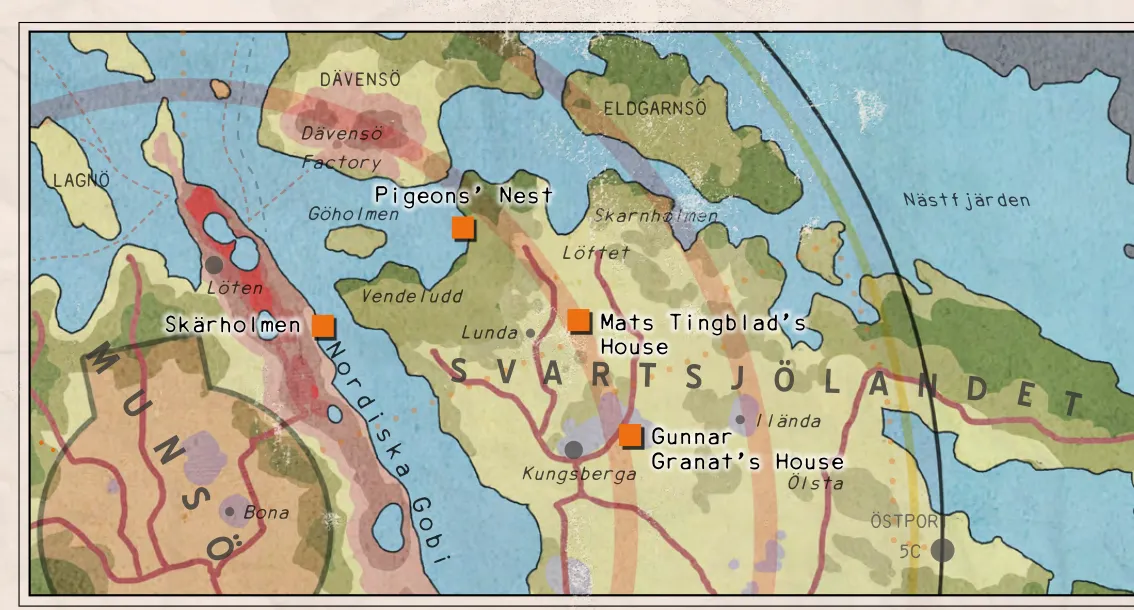 DÄVENSÖ
ELDGARNSÖ
Dävensö
Factory
LAGNÖ
Pigeons' Nest
Nästfjärden
Göholmen
Skarnholmen
Löftet
Löten
Vendeludd
Skärholmen
Lunda
Mats Tingblad's
House
SVARTSJÖLANDET
MUNSÖ
Nordiska Gobi
Illända
Gunnar
Granat's House
Kungsberga
Ölsta
Bona
ÖSTPORT
5C